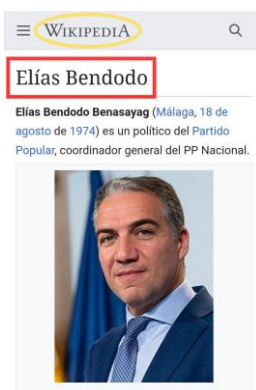 WIKIPEDIA
Elías Bendodo
Elías Bendodo Benasayag (Málaga, 18 de
agosto de 1974) es un político del Partido
Popular, coordinador general del PP Nacional.